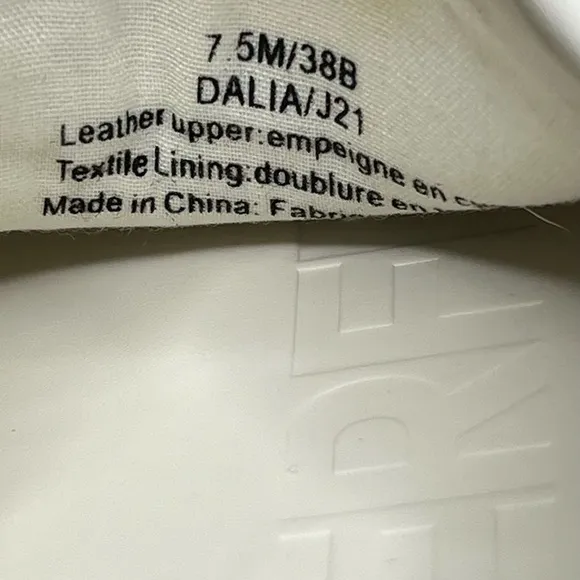 7.5M/38B
DALIA/J21
Leather upper:empeigne en
Textile Lining:doublure en
Made in China: